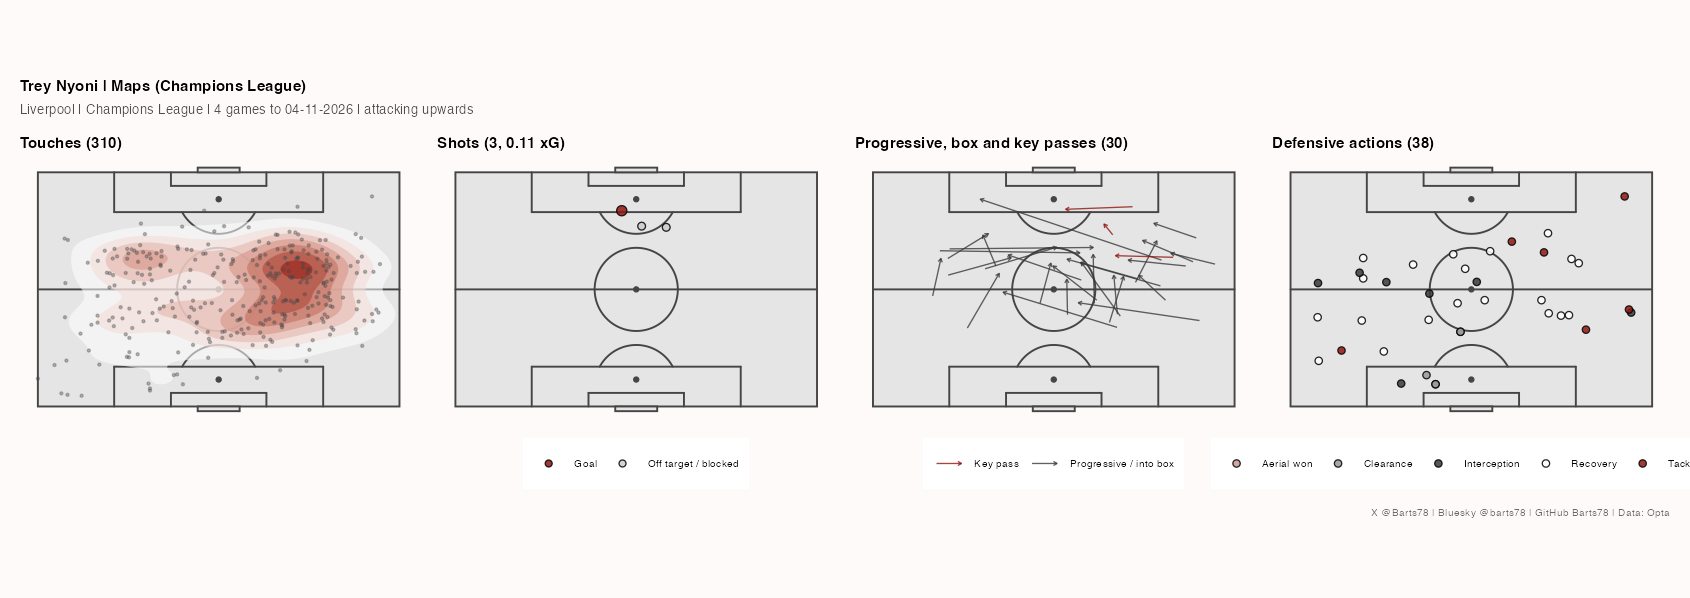 Trey Nyoni | Maps (Champions League)
Liverpool | Champions League | 4 games to 04-11-2026 | attacking upwards
Touches (310)
Shots (3, 0.11 xG)
Progressive, box and key passes (30)
Defensive actions (38)
Goal
Off target / blocked
Key pass
Progressive / into box
Aerial won
Clearance
Interception
Recovery
Tack
X @Barts78 | Bluesky @barts78 | GitHub Barts78 | Data: Opta